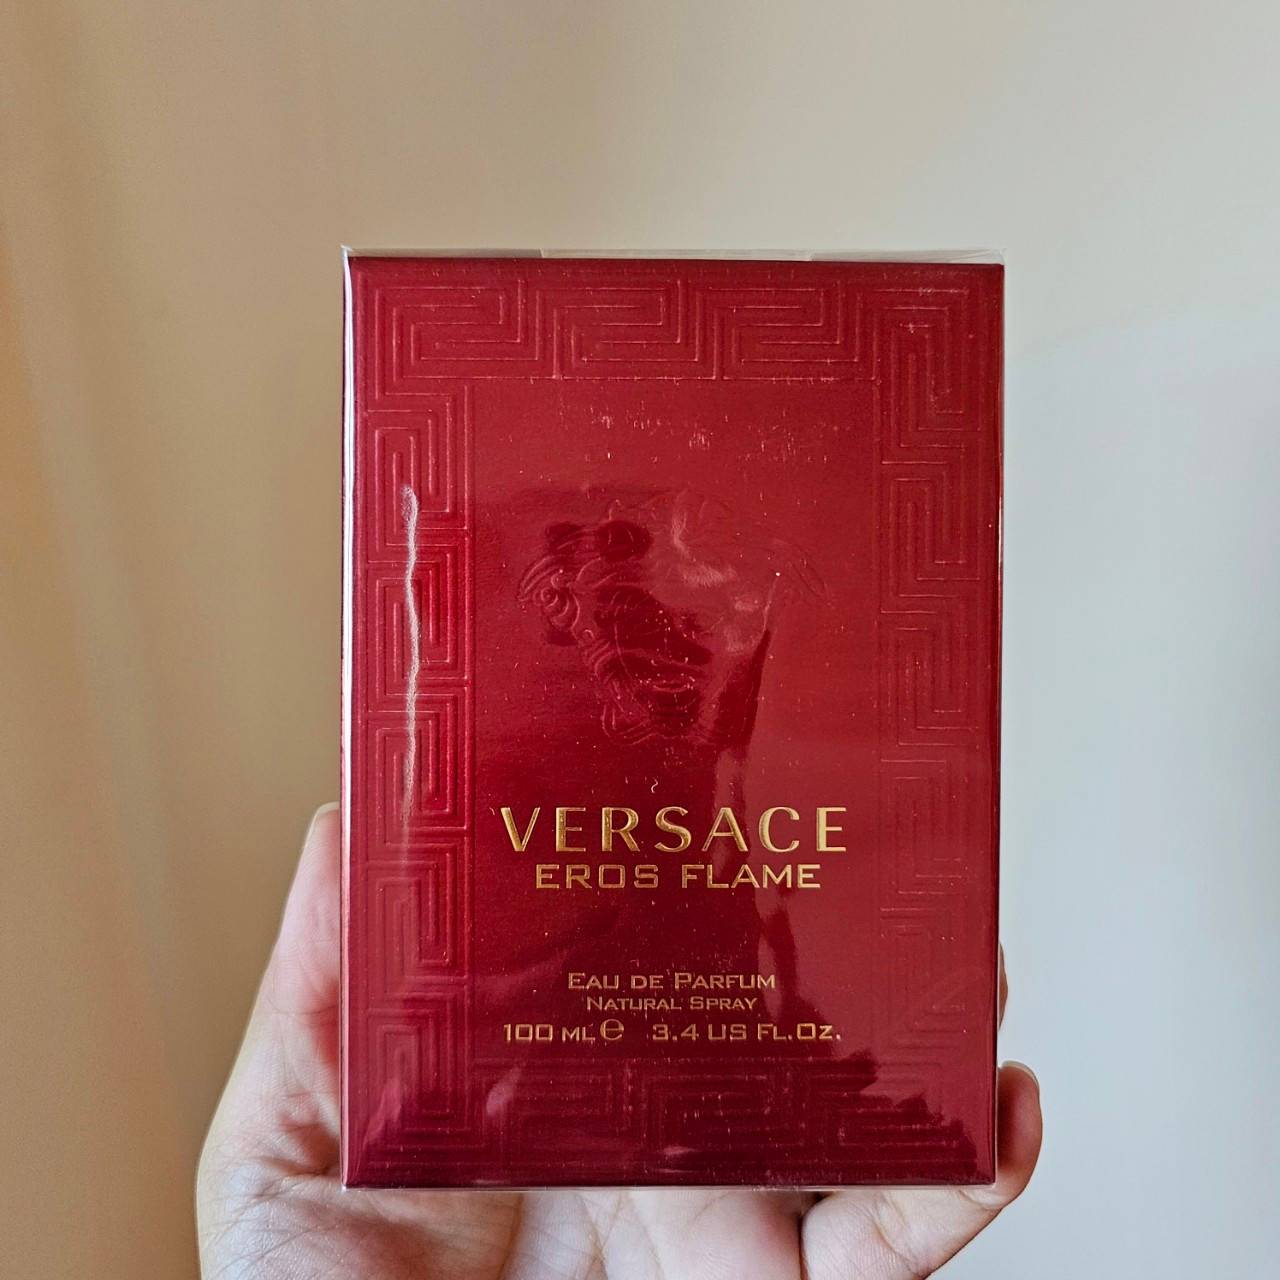 VERSACE
EROS FLAME
EAU DE PARFUM
NATURAL SPRAY
100 ML ℮ 3.4 US FL.OZ.